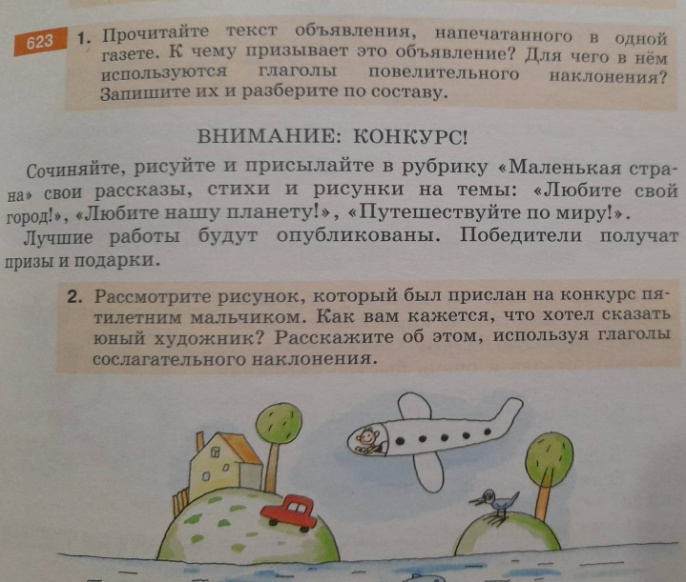 623 1. Прочитайте текст объявления, напечатанного в одной
газете. К чему призывает это объявление? Для чего в нём
используются глаголы повелительного наклонения?
Запишите их и разберите по составу.
ВНИМАНИЕ: КОНКУРС!
Сочиняйте, рисуйте и присылайте в рубрику «Маленькая стра-
на» свои рассказы, стихи и рисунки на темы: «Любите свой
город!», «Любите нашу планету!», «Путешествуйте по миру!».
Лучшие работы будут опубликованы. Победители получат
призы и подарки.
2. Рассмотрите рисунок, который был прислан на конкурс пя-
тилетним мальчиком. Как вам кажется, что хотел сказать
юный художник? Расскажите об этом, используя глаголы
сослагательного наклонения.